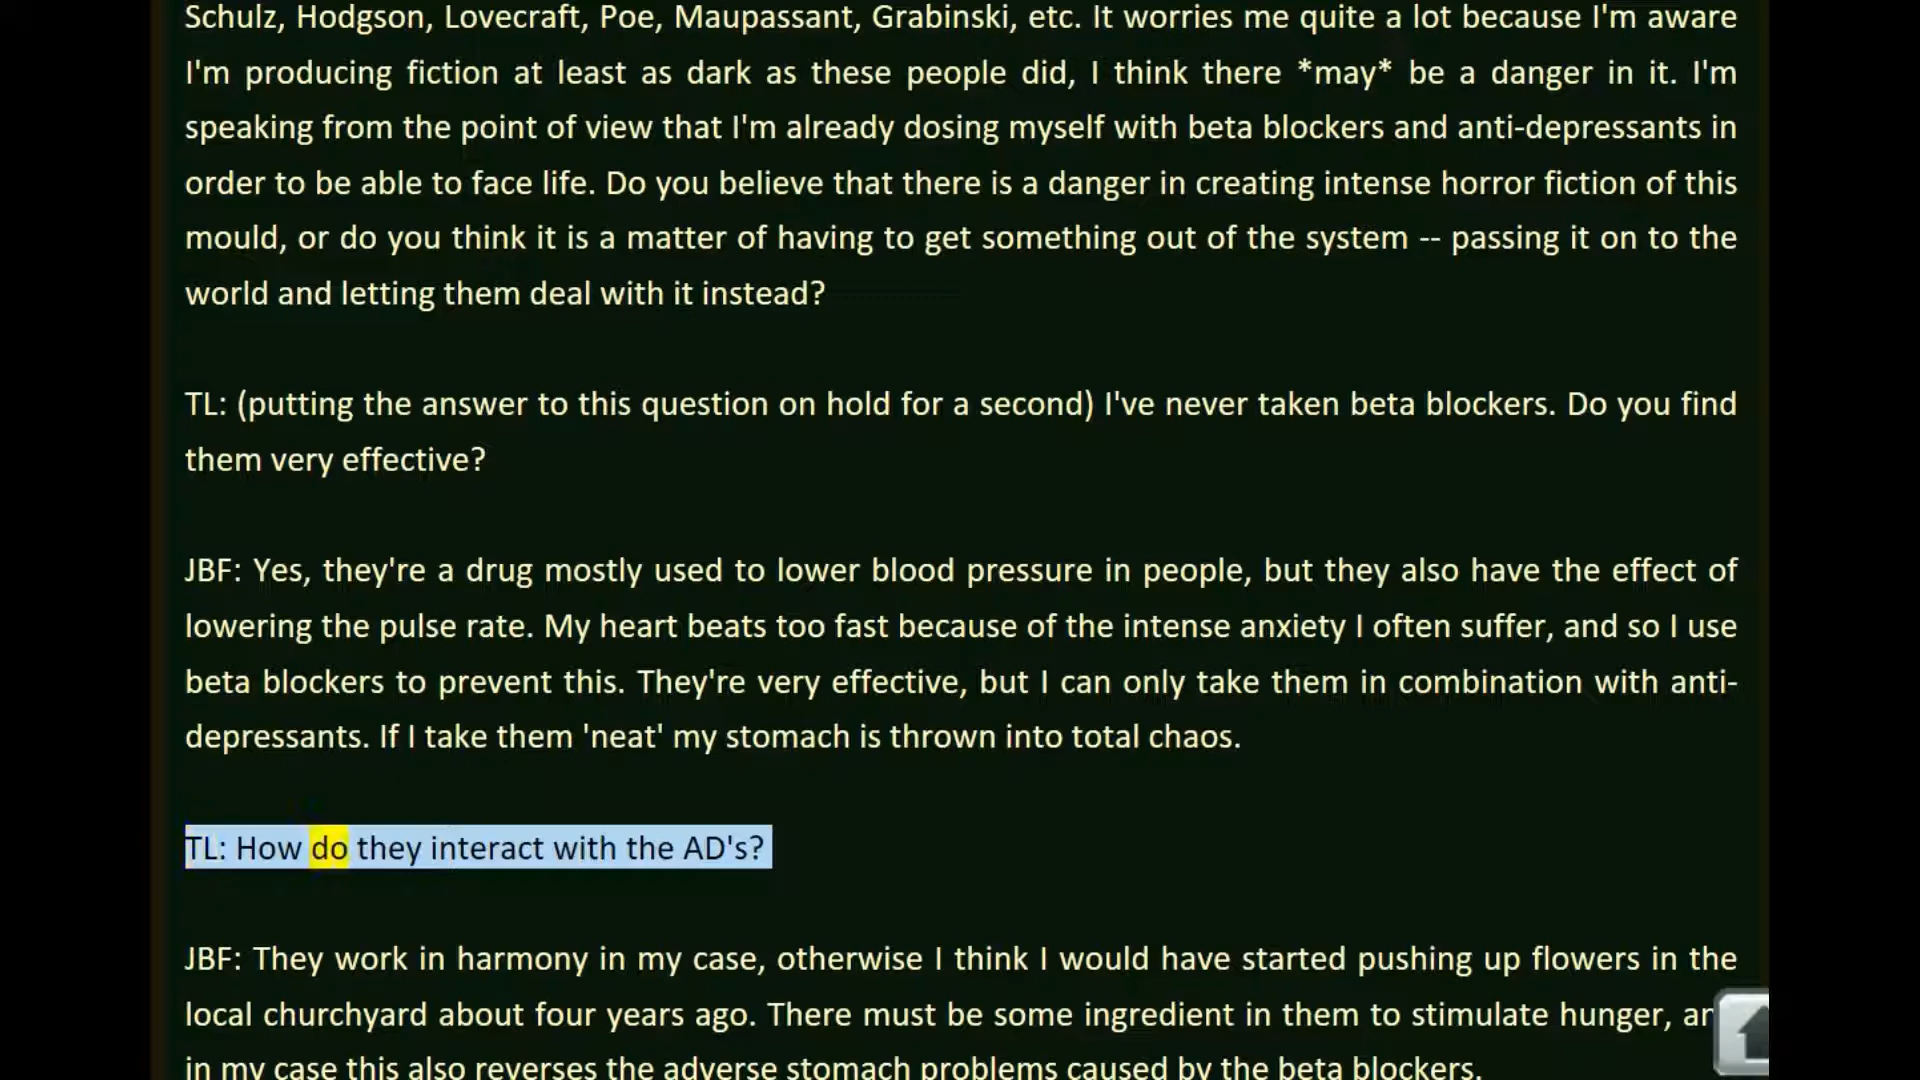 Schulz, Hodgson, Lovecraft, Poe, Maupassant, Grabinski, etc. It worries me quite a lot because I'm aware
I'm producing fiction at least as dark as these people did, I think there *may* be a danger in it. I'm
speaking from the point of view that I'm already dosing myself with beta blockers and anti-depressants in
order to be able to face life. Do you believe that there is a danger in creating intense horror fiction of this
mould, or do you think it is a matter of having to get something out of the system -- passing it on to the
world and letting them deal with it instead?
TL: (putting the answer to this question on hold for a second) I've never taken beta blockers. Do you find
them very effective?
JBF: Yes, they're a drug mostly used to lower blood pressure in people, but they also have the effect of
lowering the pulse rate. My heart beats too fast because of the intense anxiety I often suffer, and so I use
beta blockers to prevent this. They're very effective, but I can only take them in combination with anti-
depressants. If I take them 'neat' my stomach is thrown into total chaos.
TL: How do they interact with the AD's?
JBF: They work in harmony in my case, otherwise I think I would have started pushing up flowers in the
local churchyard about four years ago. There must be some ingredient in them to stimulate hunger,
in my case this also reverses the adverse stomach problems caused by the beta blockers.